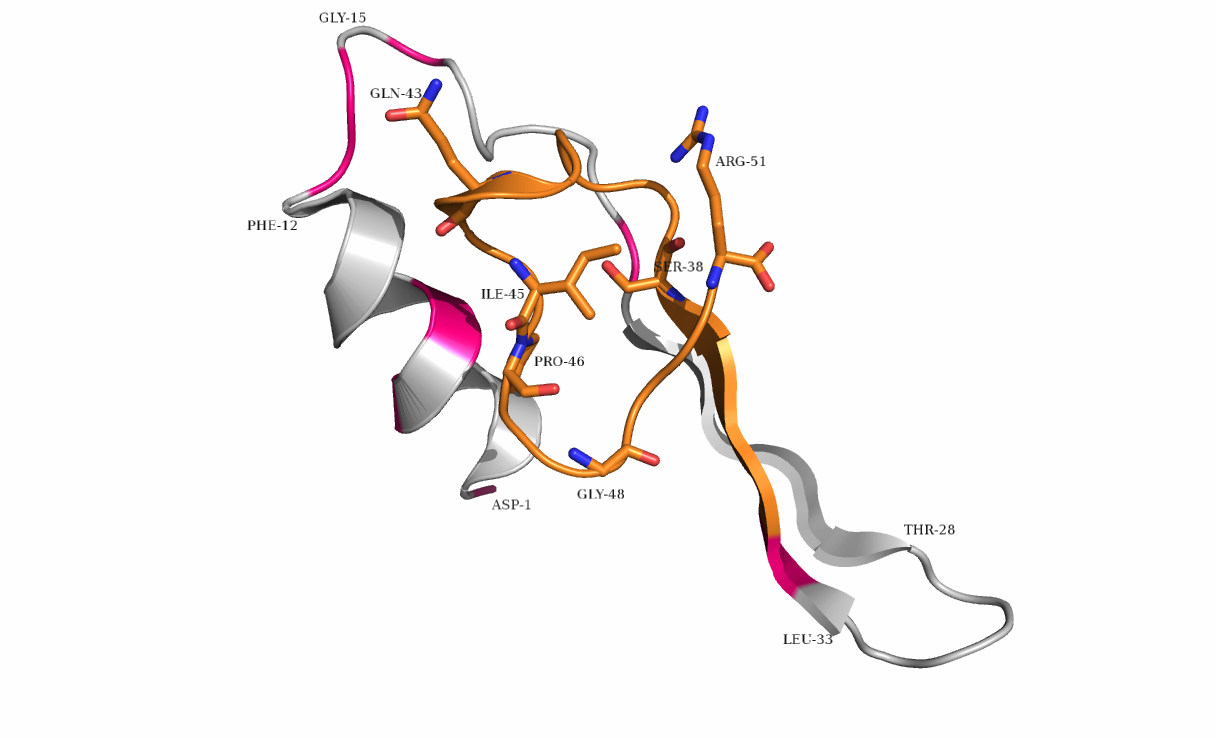 GLY-15
GLN-43
ARG-51
PHE-12
SER-38
ILE-45
PRO-46
GLY-48
ASP-1
THR-28
LEU-33